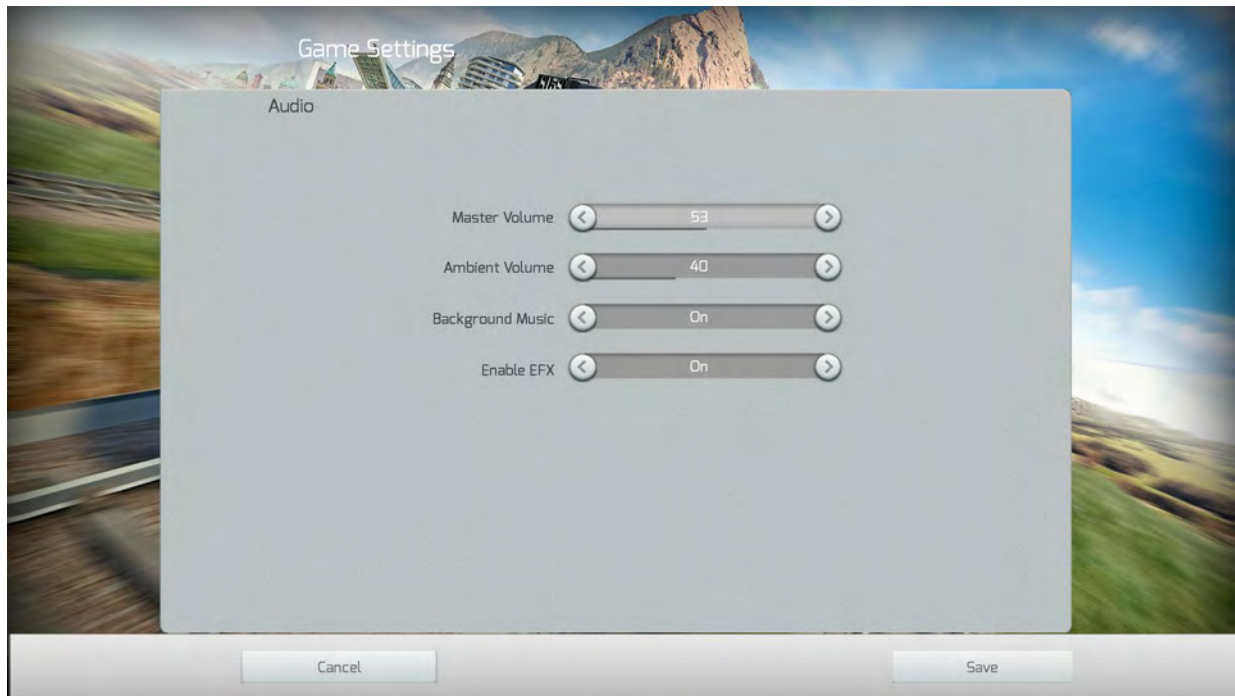 Game Settings
Audio
Master Volume 53
Ambient Volume 40
Background Music On
Enable EFX On
Cancel Save